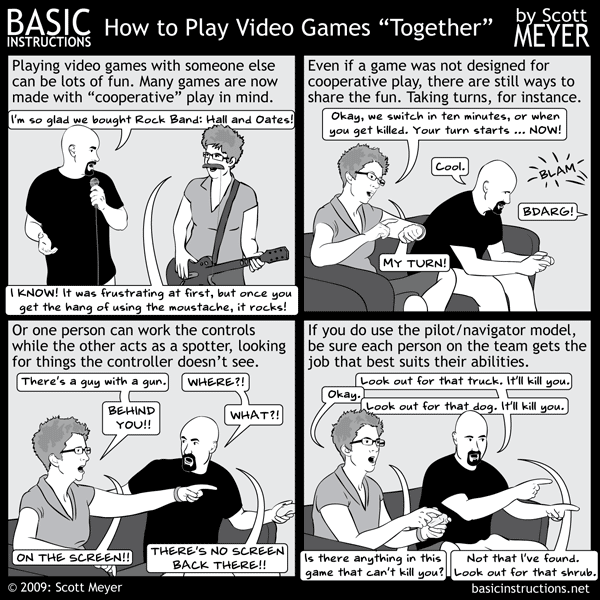 BASIC
INSTRUCTIONS
How to Play Video Games “Together”
by Scott
MEYER
Playing video games with someone else
can be lots of fun. Many games are now
made with “cooperative” play in mind.
I'm so glad we bought Rock Band: Hall and Oates!
I KNOW! It was frustrating at first, but once you
get the hang of using the moustache, it rocks!
Even if a game was not designed for
cooperative play, there are still ways to
share the fun. Taking turns, for instance.
Okay, we switch in ten minutes, or when
you get killed. Your turn starts ... NOW!
Cool.
BLAM
BDARG!
MY TURN!
Or one person can work the controls
while the other acts as a spotter, looking
for things the controller doesn’t see.
There's a guy with a gun.
WHERE?!
BEHIND
YOU!!
WHAT?!
ON THE SCREEN!!
THERE'S NO SCREEN
BACK THERE!!
If you do use the pilot/navigator model,
be sure each person on the team gets the
job that best suits their abilities.
Look out for that truck. It'll kill you.
Okay.
Look out for that dog. It'll kill you.
Is there anything in this
game that can't kill you?
Not that I've found.
Look out for that shrub.
© 2009: Scott Meyer
basicinstructions.net